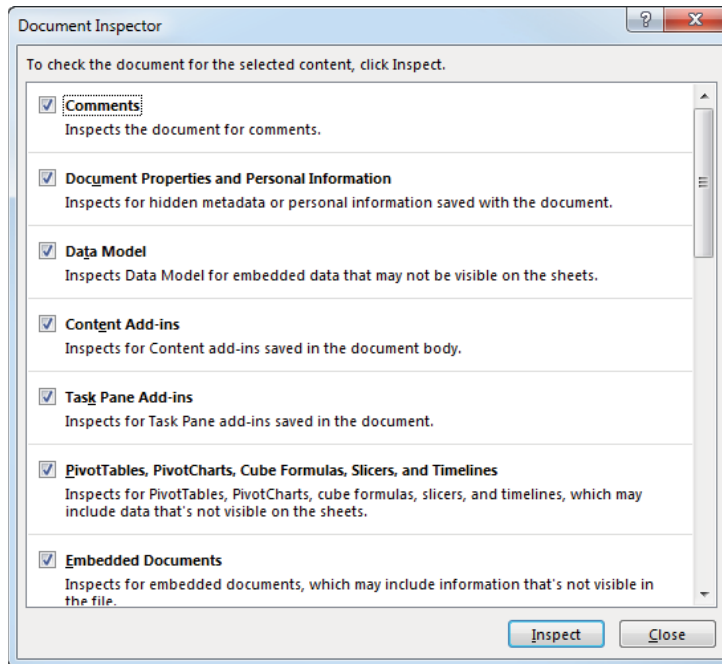 Document Inspector
To check the document for the selected content, click Inspect.
Comments
Inspects the document for comments.
Document Properties and Personal Information
Inspects for hidden metadata or personal information saved with the document.
Data Model
Inspects Data Model for embedded data that may not be visible on the sheets.
Content Add-ins
Inspects for Content add-ins saved in the document body.
Task Pane Add-ins
Inspects for Task Pane add-ins saved in the document.
PivotTables, PivotCharts, Cube Formulas, Slicers, and Timelines
Inspects for PivotTables, PivotCharts, cube formulas, slicers, and timelines, which may
include data that's not visible on the sheets.
Embedded Documents
Inspects for embedded documents, which may include information that's not visible in
the file.
Inspect
Close